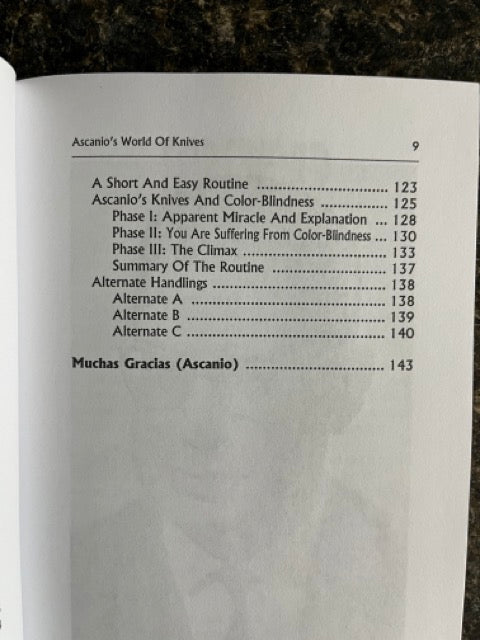 Ascanio's World Of Knives 9
A Short And Easy Routine ................................ 123
Ascanio's Knives And Color-Blindness ................ 125
Phase I: Apparent Miracle And Explanation ... 128
Phase II: You Are Suffering From Color-Blindness ... 130
Phase III: The Climax .................................. 133
Summary Of The Routine ............................ 137
Alternate Handlings .......................................... 138
Alternate A ................................................ 138
Alternate B ................................................ 139
Alternate C ................................................ 140
Muchas Gracias (Ascanio) .................................. 143